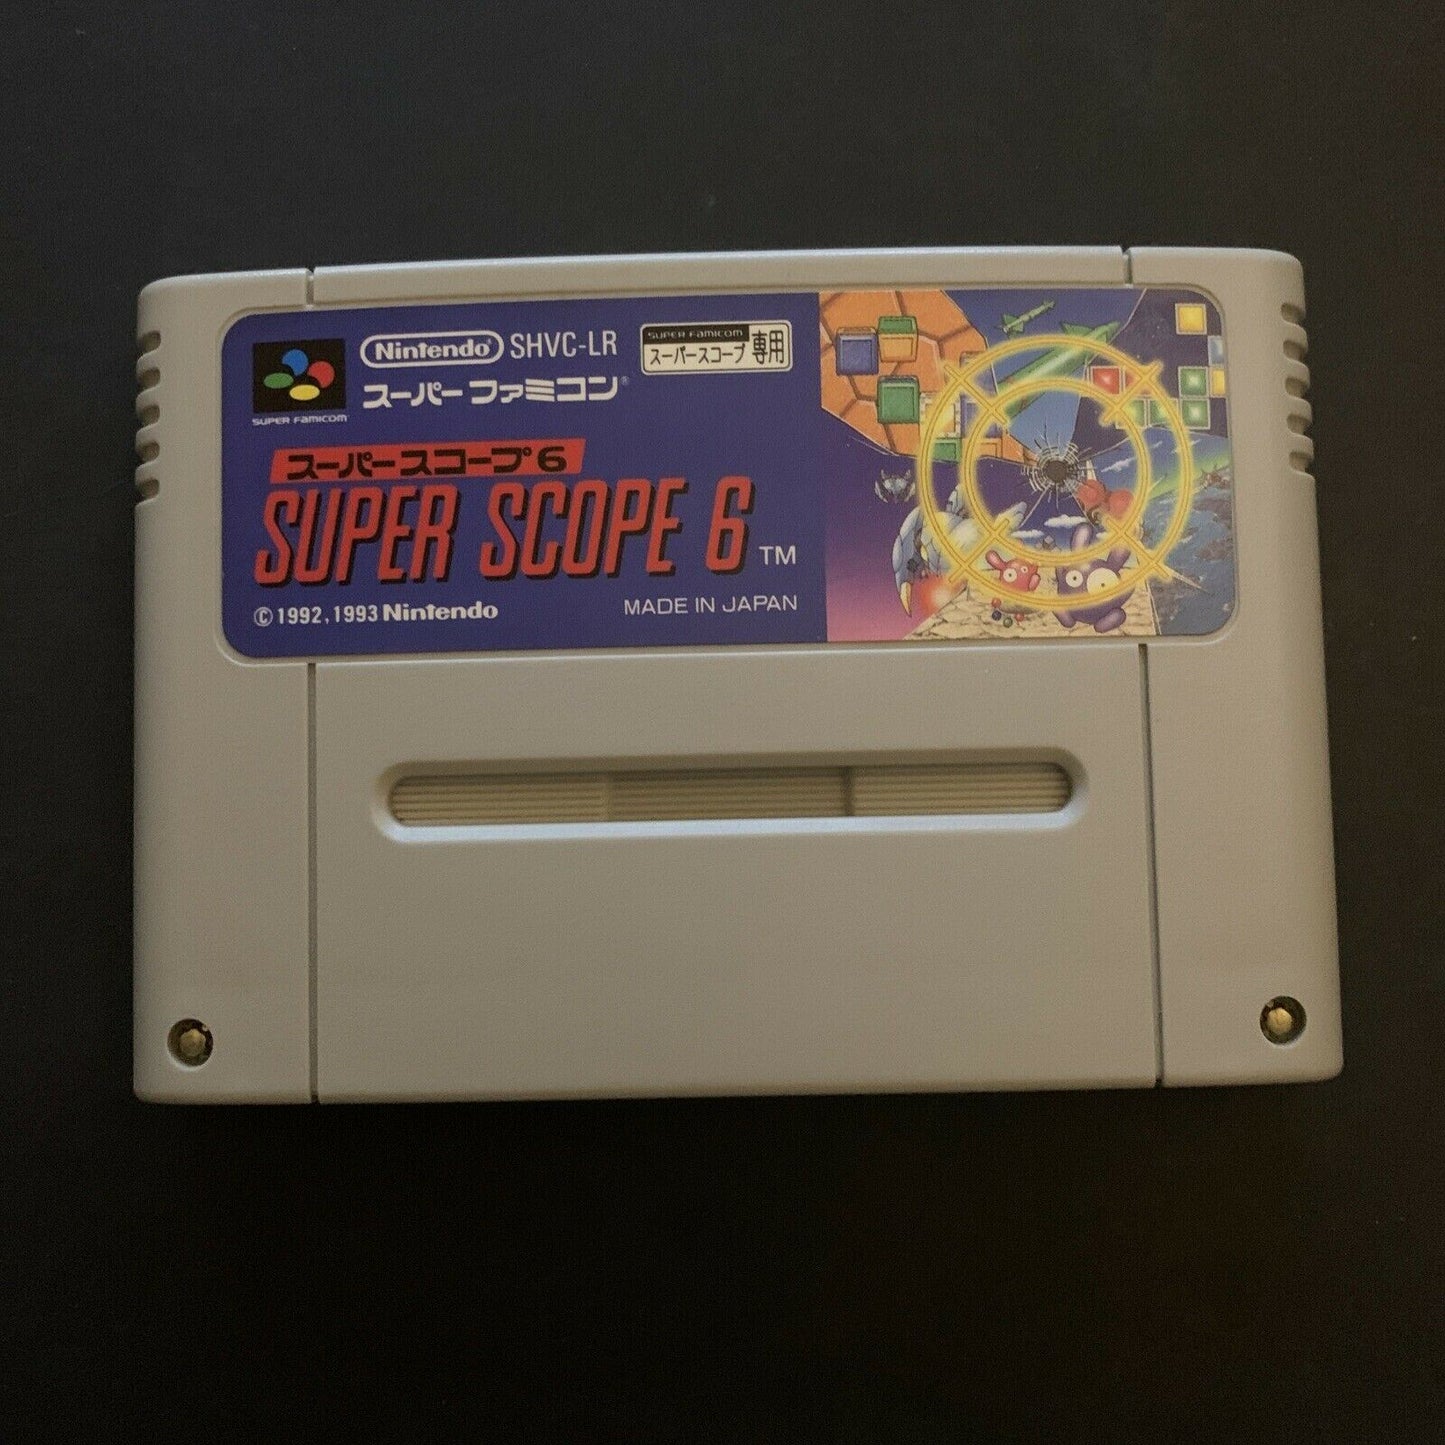 Nintendo® SHVC-LR
スーパーファミコン®
SUPER FAMICOM
SUPER FAMICOM
スーパースコープ 専用
スーパースコープ6
SUPER SCOPE 6 TM
© 1992, 1993 Nintendo
MADE IN JAPAN